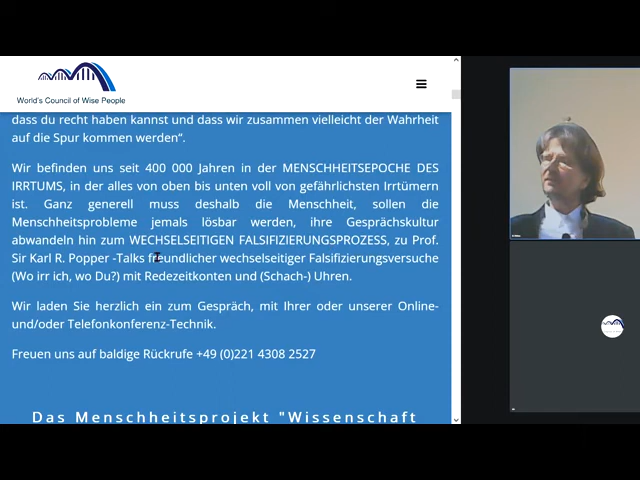 World's Council of Wise People
dass du recht haben kannst und dass wir zusammen vielleicht der Wahrheit
auf die Spur kommen werden“.
Wir befinden uns seit 400 000 Jahren in der MENSCHHEITSEPOCHE DES
IRRTUMS, in der alles von oben bis unten voll von gefährlichsten Irrtümern
ist. Ganz generell muss deshalb die Menschheit, sollen die
Menschheitsprobleme jemals lösbar werden, ihre Gesprächskultur
abwandeln hin zum WECHSELSEITIGEN FALSIFIZIERUNGSPROZESS, zu Prof.
Sir Karl R. Popper -Talks freundlicher wechselseitiger Falsifizierungsversuche
(Wo irr ich, wo Du?) mit Redezeitkonten und (Schach-) Uhren.
Wir laden Sie herzlich ein zum Gespräch, mit Ihrer oder unserer Online-
und/oder Telefonkonferenz-Technik.
Freuen uns auf baldige Rückrufe +49 (0)221 4308 2527
Das Menschheitsprojekt "Wissenschaft